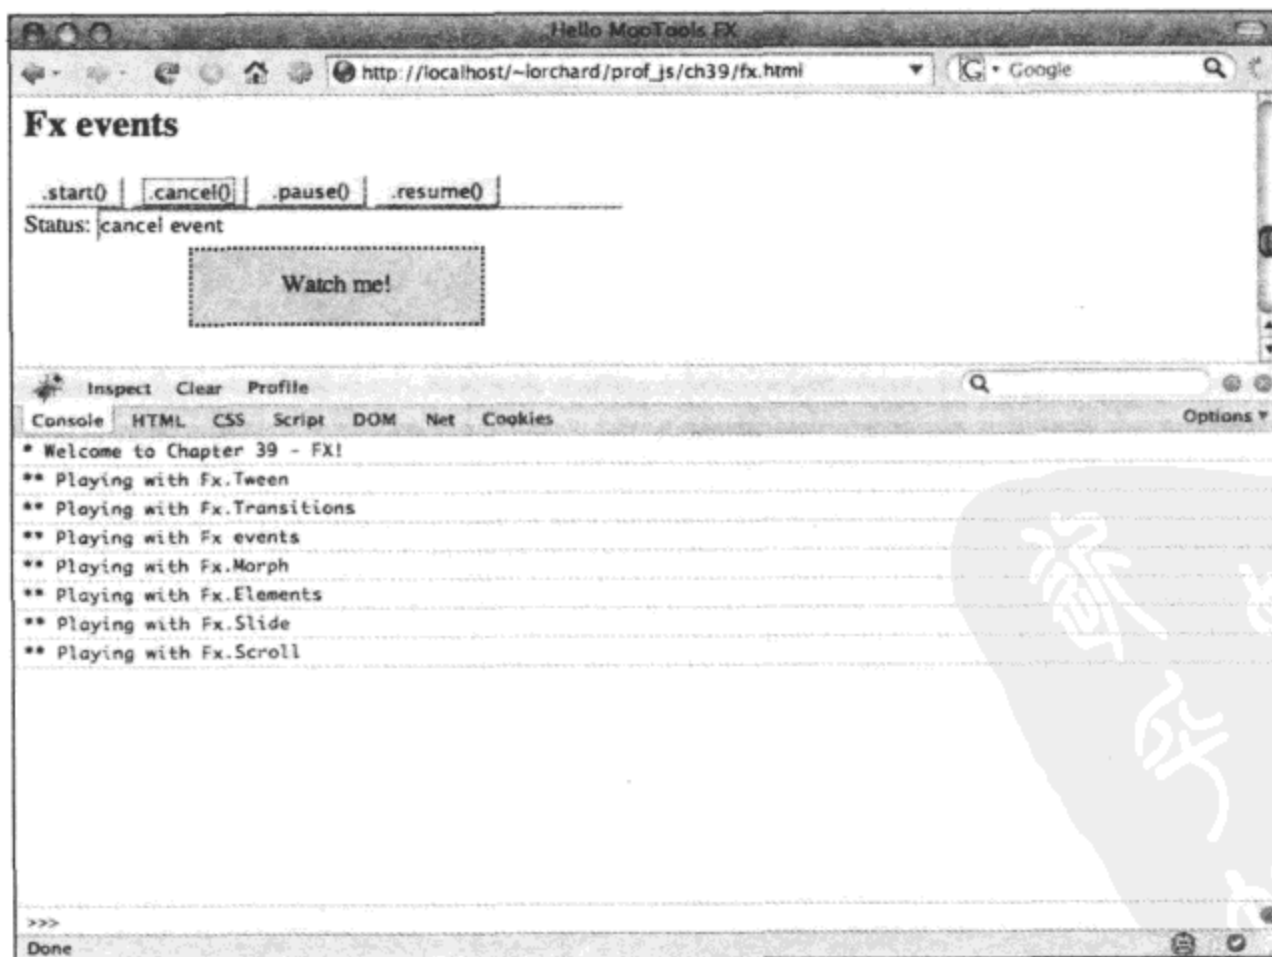 Hello MooTools FX
http://localhost/~lorchard/prof_js/ch39/fx.html
Google
Fx events
.start() .cancel() .pause() .resume()
Status: cancel event
Watch me!
Inspect Clear Profile
Console HTML CSS Script DOM Net Cookies Options
* Welcome to Chapter 39 - FX!
** Playing with Fx.Tween
** Playing with Fx.Transitions
** Playing with Fx events
** Playing with Fx.Morph
** Playing with Fx.Elements
** Playing with Fx.Slide
** Playing with Fx.Scroll
>>>
Done